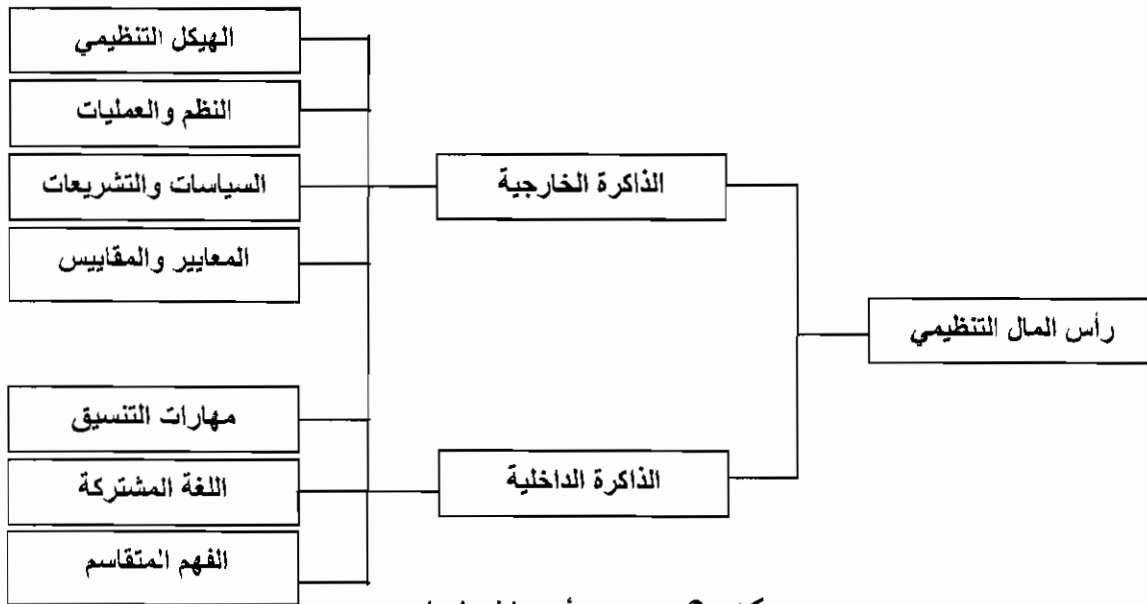 رأس المال التنظيمي
الذاكرة الخارجية
الهيكل التنظيمي
النظم والعمليات
السياسات والتشريعات
المعايير والمقاييس
الذاكرة الداخلية
مهارات التنسيق
اللغة المشتركة
الفهم المتقاسم